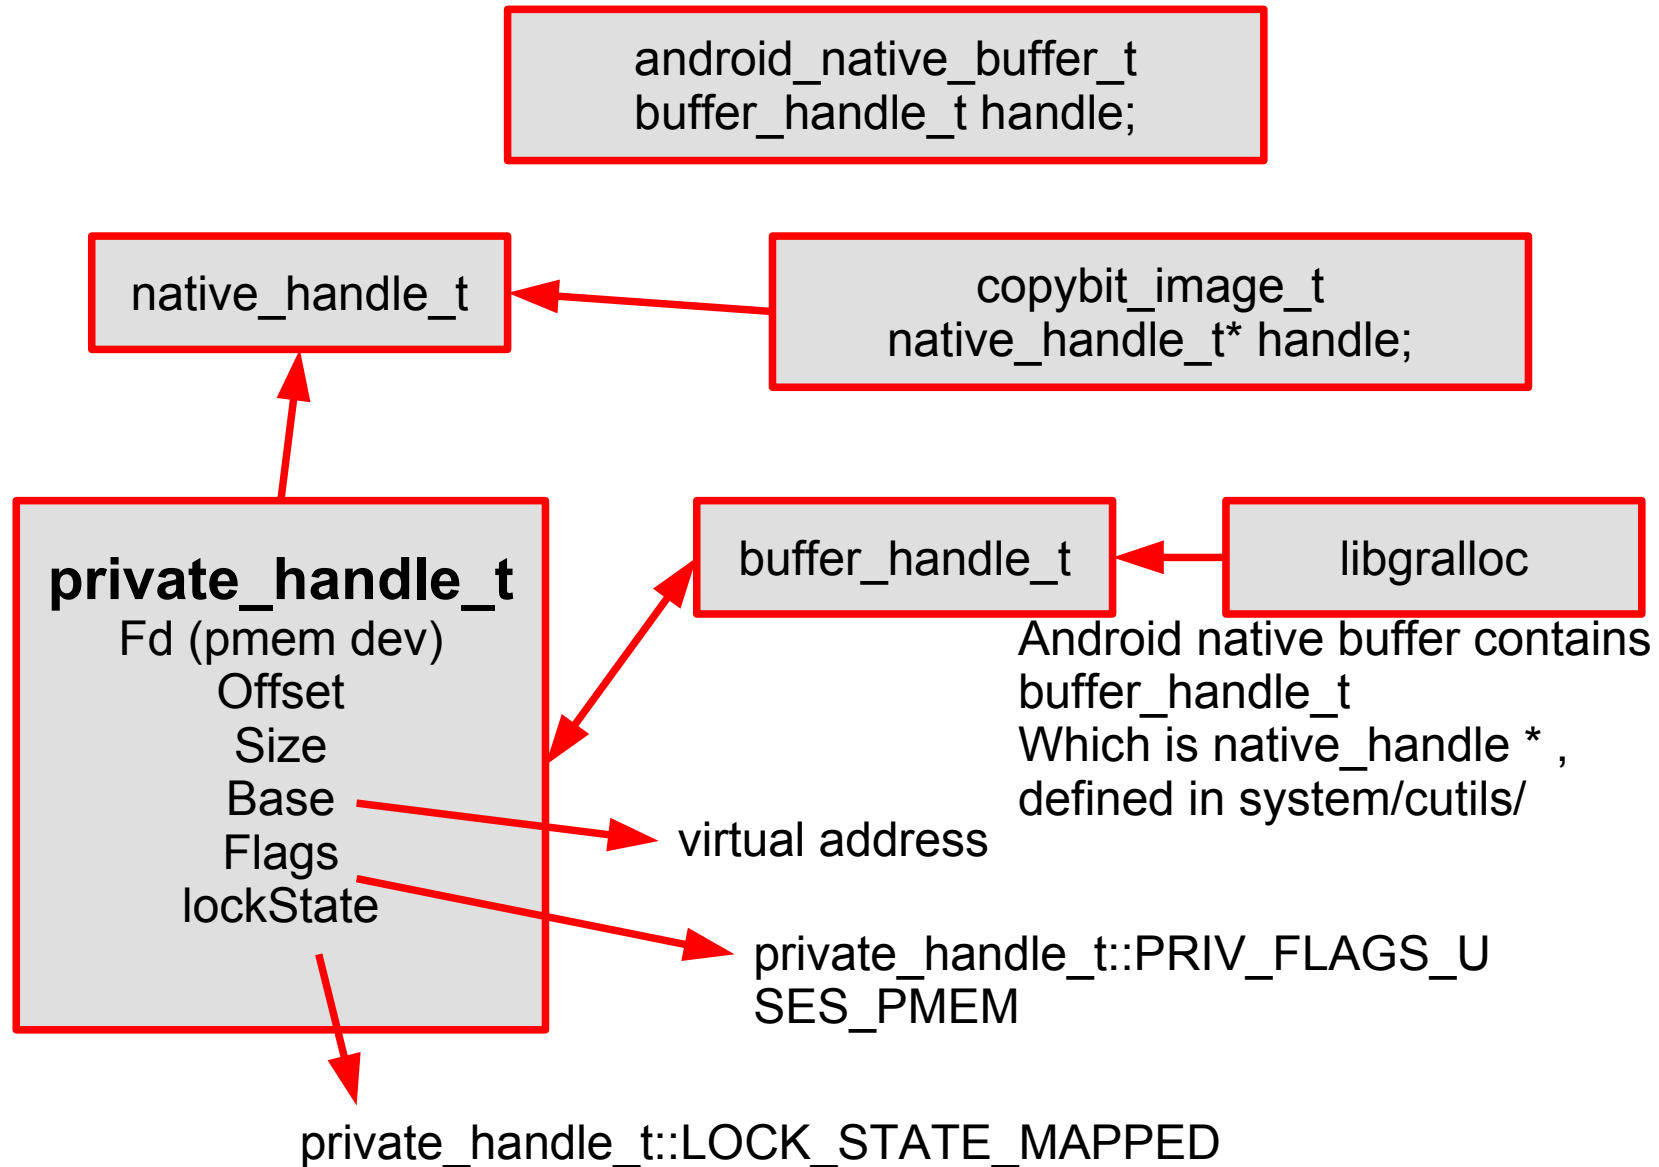 android_native_buffer_t
buffer_handle_t handle;
native_handle_t
copybit_image_t
native_handle_t* handle;
private_handle_t
Fd (pmem dev)
Offset
Size
Base
Flags
lockState
buffer_handle_t
libgralloc
Android native buffer contains
buffer_handle_t
Which is native_handle * ,
defined in system/cutils/
virtual address
private_handle_t::PRIV_FLAGS_U
SES_PMEM
private_handle_t::LOCK_STATE_MAPPED